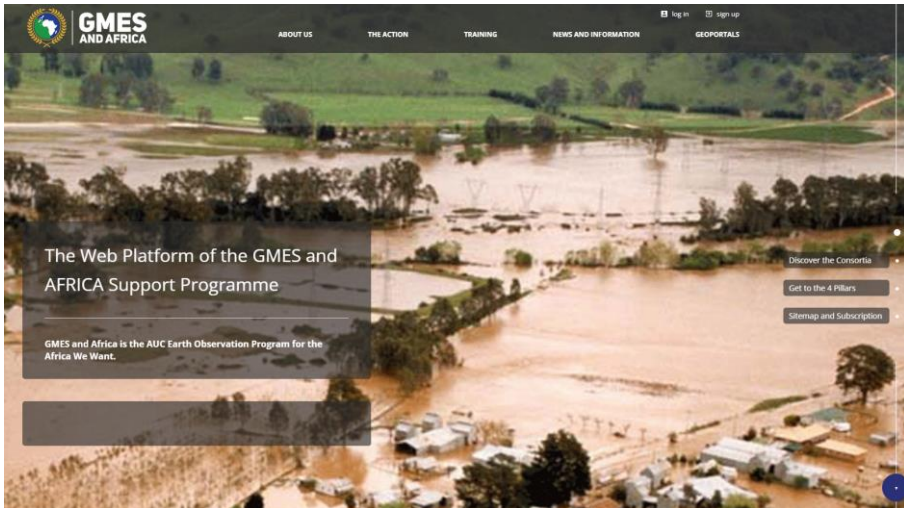 GMES
AND AFRICA
log in
sign up
ABOUT US
THE ACTION
TRAINING
NEWS AND INFORMATION
GEOPORTALS
The Web Platform of the GMES and
AFRICA Support Programme
GMES and Africa is the AUC Earth Observation Program for the
Africa We Want.
Discover the Consortia
Get to the 4 Pillars
Sitemap and Subscription